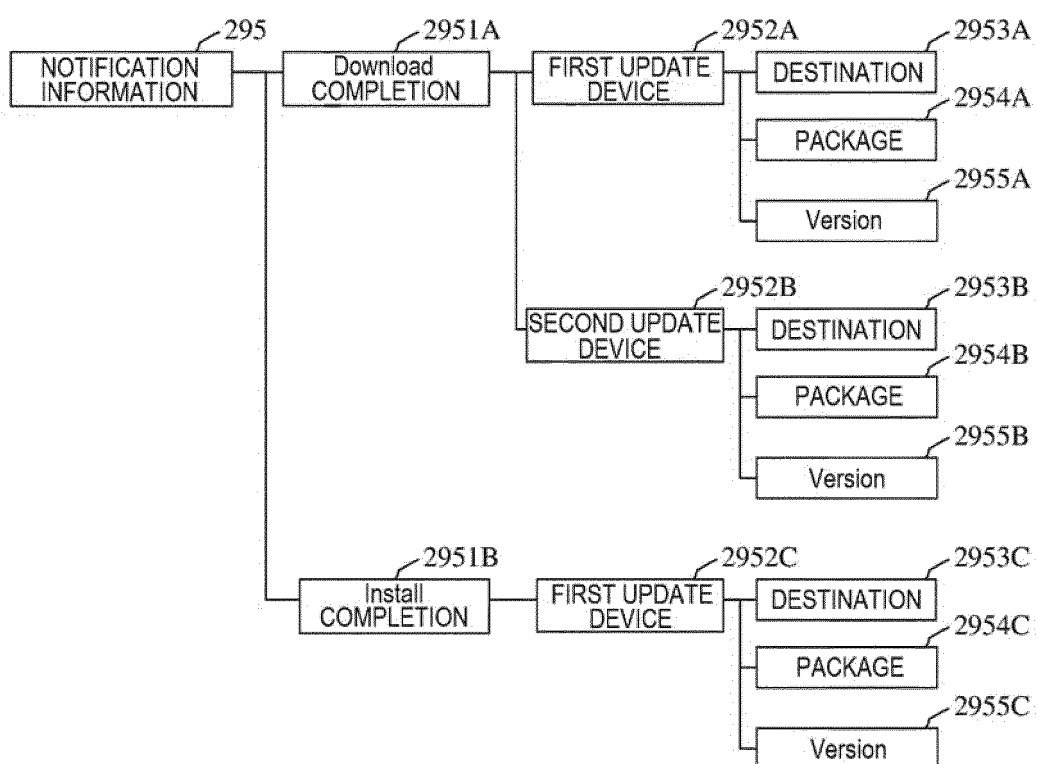 295
2951A
2952A
2953A
NOTIFICATION
INFORMATION
Download
COMPLETION
FIRST UPDATE
DEVICE
DESTINATION
2954A
PACKAGE
2955A
Version
2952B
2953B
SECOND UPDATE
DEVICE
DESTINATION
2954B
PACKAGE
2955B
Version
2951B
2952C
2953C
Install
COMPLETION
FIRST UPDATE
DEVICE
DESTINATION
2954C
PACKAGE
2955C
Version